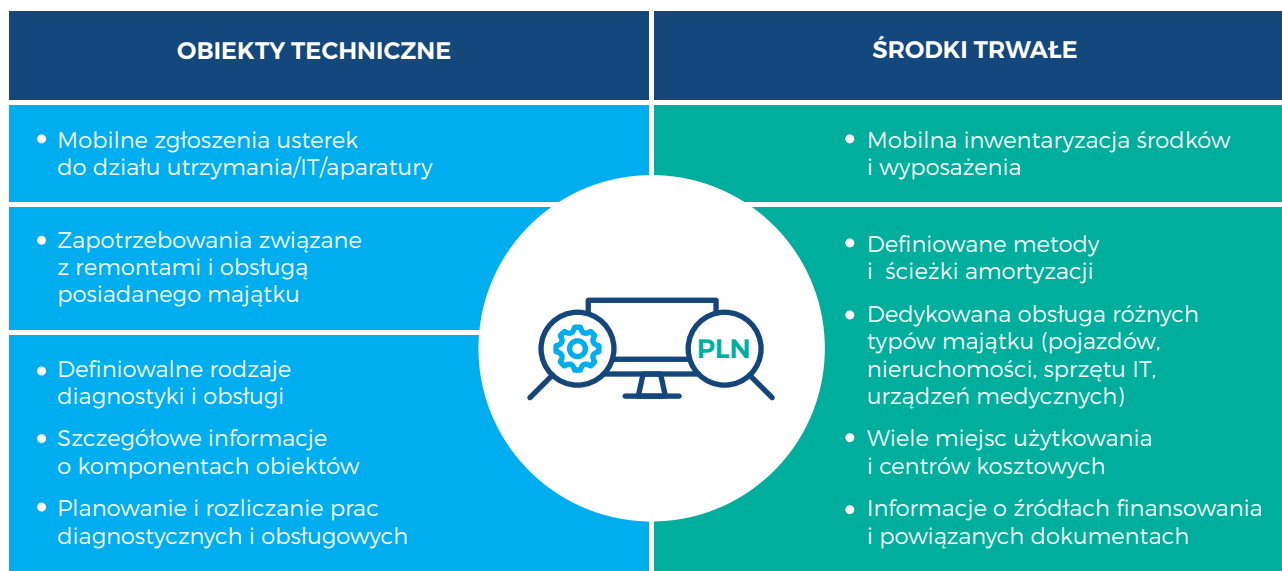 OBIEKTY TECHNICZNE
Mobilne zgłoszenia usterek
do działu utrzymania/IT/aparatury
Zapotrzebowania związane
z remontami i obsługą
posiadanego majątku
Definiowalne rodzaje
diagnostyki i obsługi
Szczegółowe informacje
o komponentach obiektów
Planowanie i rozliczanie prac
diagnostycznych i obsługowych
PLN
ŚRODKI TRWAŁE
Mobilna inwentaryzacja środków
i wyposażenia
Definiowane metody
i ścieżki amortyzacji
Dedykowana obsługa różnych
typów majątku (pojazdów,
nieruchomości, sprzętu IT,
urządzeń medycznych)
Wiele miejsc użytkowania
i centrów kosztowych
Informacje o źródłach finansowania
i powiązanych dokumentach